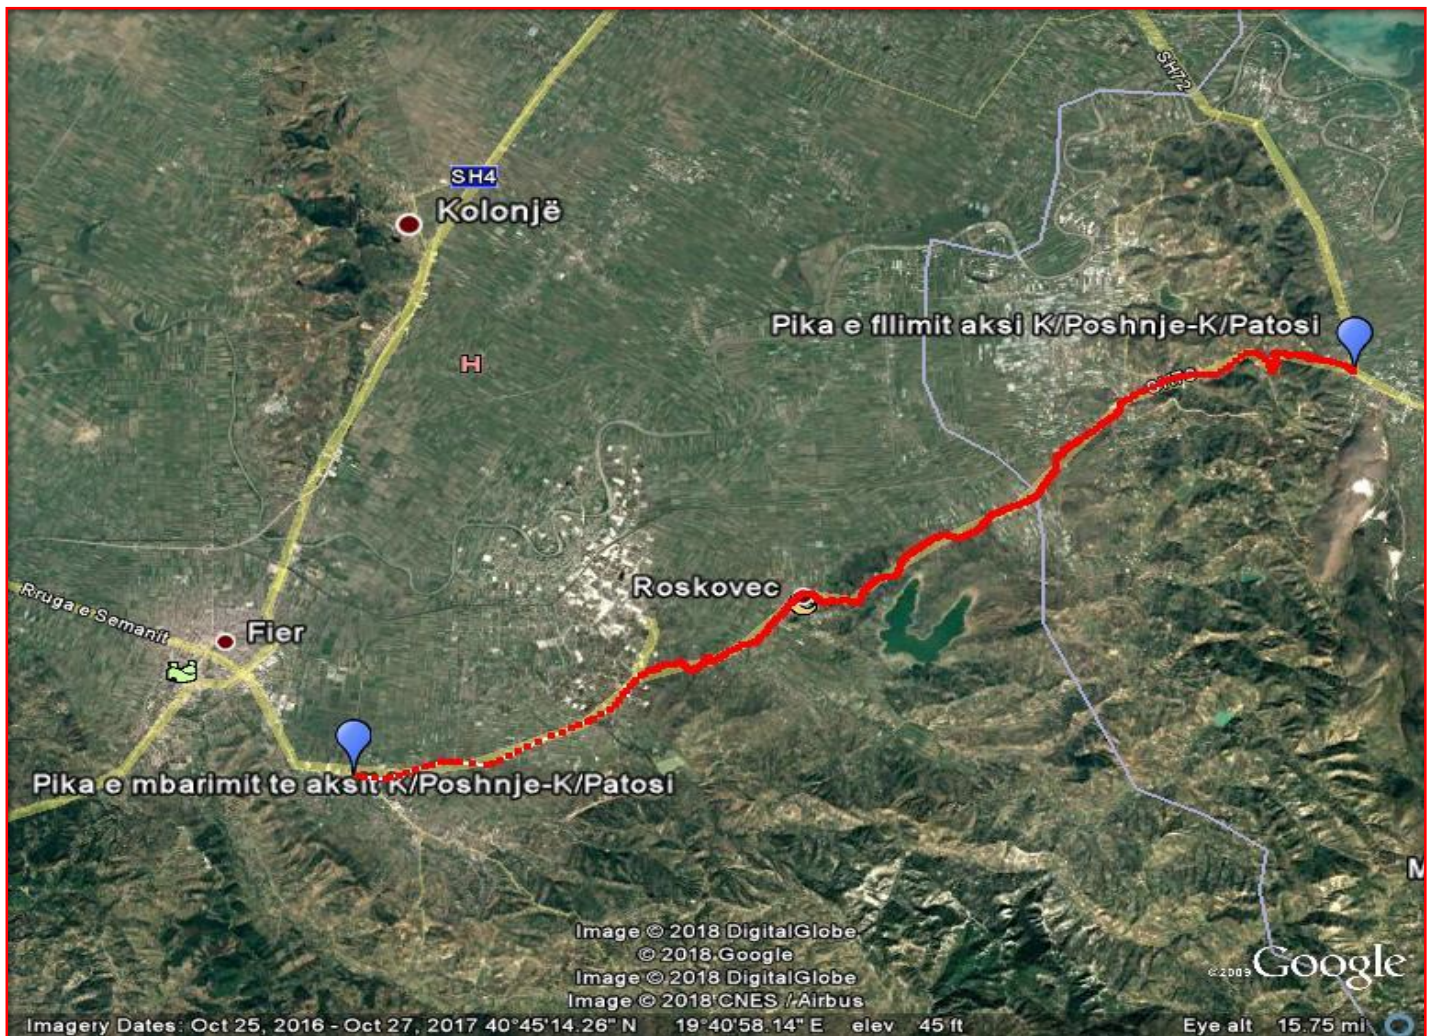 SH72
SH4
Kolonjë
Pika e fillimit aksi K/Poshnje-K/Patosi
H
Roskovec
Rruga e Semanit
Fier
Pika e mbarimit te aksit K/Poshnje-K/Patosi
M
Image © 2018 DigitalGlobe
© 2018 Google
Image © 2018 DigitalGlobe
Image © 2018 CNES / Airbus
©2009 Google
Imagery Dates: Oct 25, 2016 - Oct 27, 2017 40°45'14.26" N 19°40'58.14" E elev 45 ft Eye alt 15.75 mi